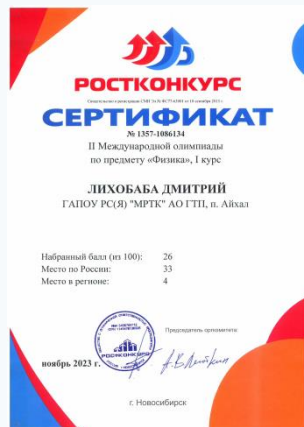 РОСТКОНКУРС
СЕРТИФИКАТ
№ 1357-1086134
II Международной олимпиады
по предмету «Физика», I курс
ЛИХОБАБА ДМИТРИЙ
ГАПОУ РС(Я) "МРТК" АО ГТП, п. Айхал
Набранный балл (из 100): 26
Место по России: 33
Место в регионе: 4
Председатель оргкомитета
РОСТКОНКУРС
ноябрь 2023 г.
г. Новосибирск